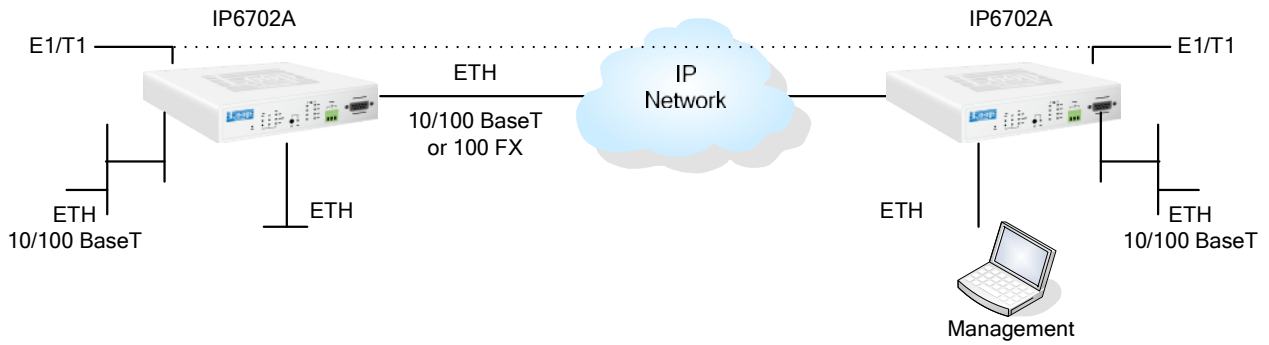 IP6702A
IP6702A
E1/T1
E1/T1
ETH
10/100 BaseT
or 100 FX
IP
Network
ETH
10/100 BaseT
ETH
ETH
ETH
10/100 BaseT
Management